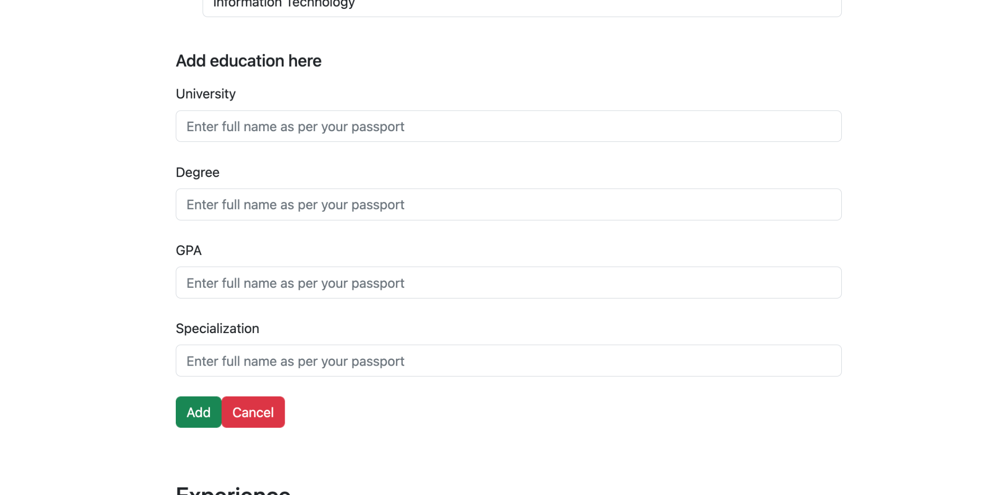 Information Technology
Add education here
University
Enter full name as per your passport
Degree
Enter full name as per your passport
GPA
Enter full name as per your passport
Specialization
Enter full name as per your passport
Add Cancel
Experience